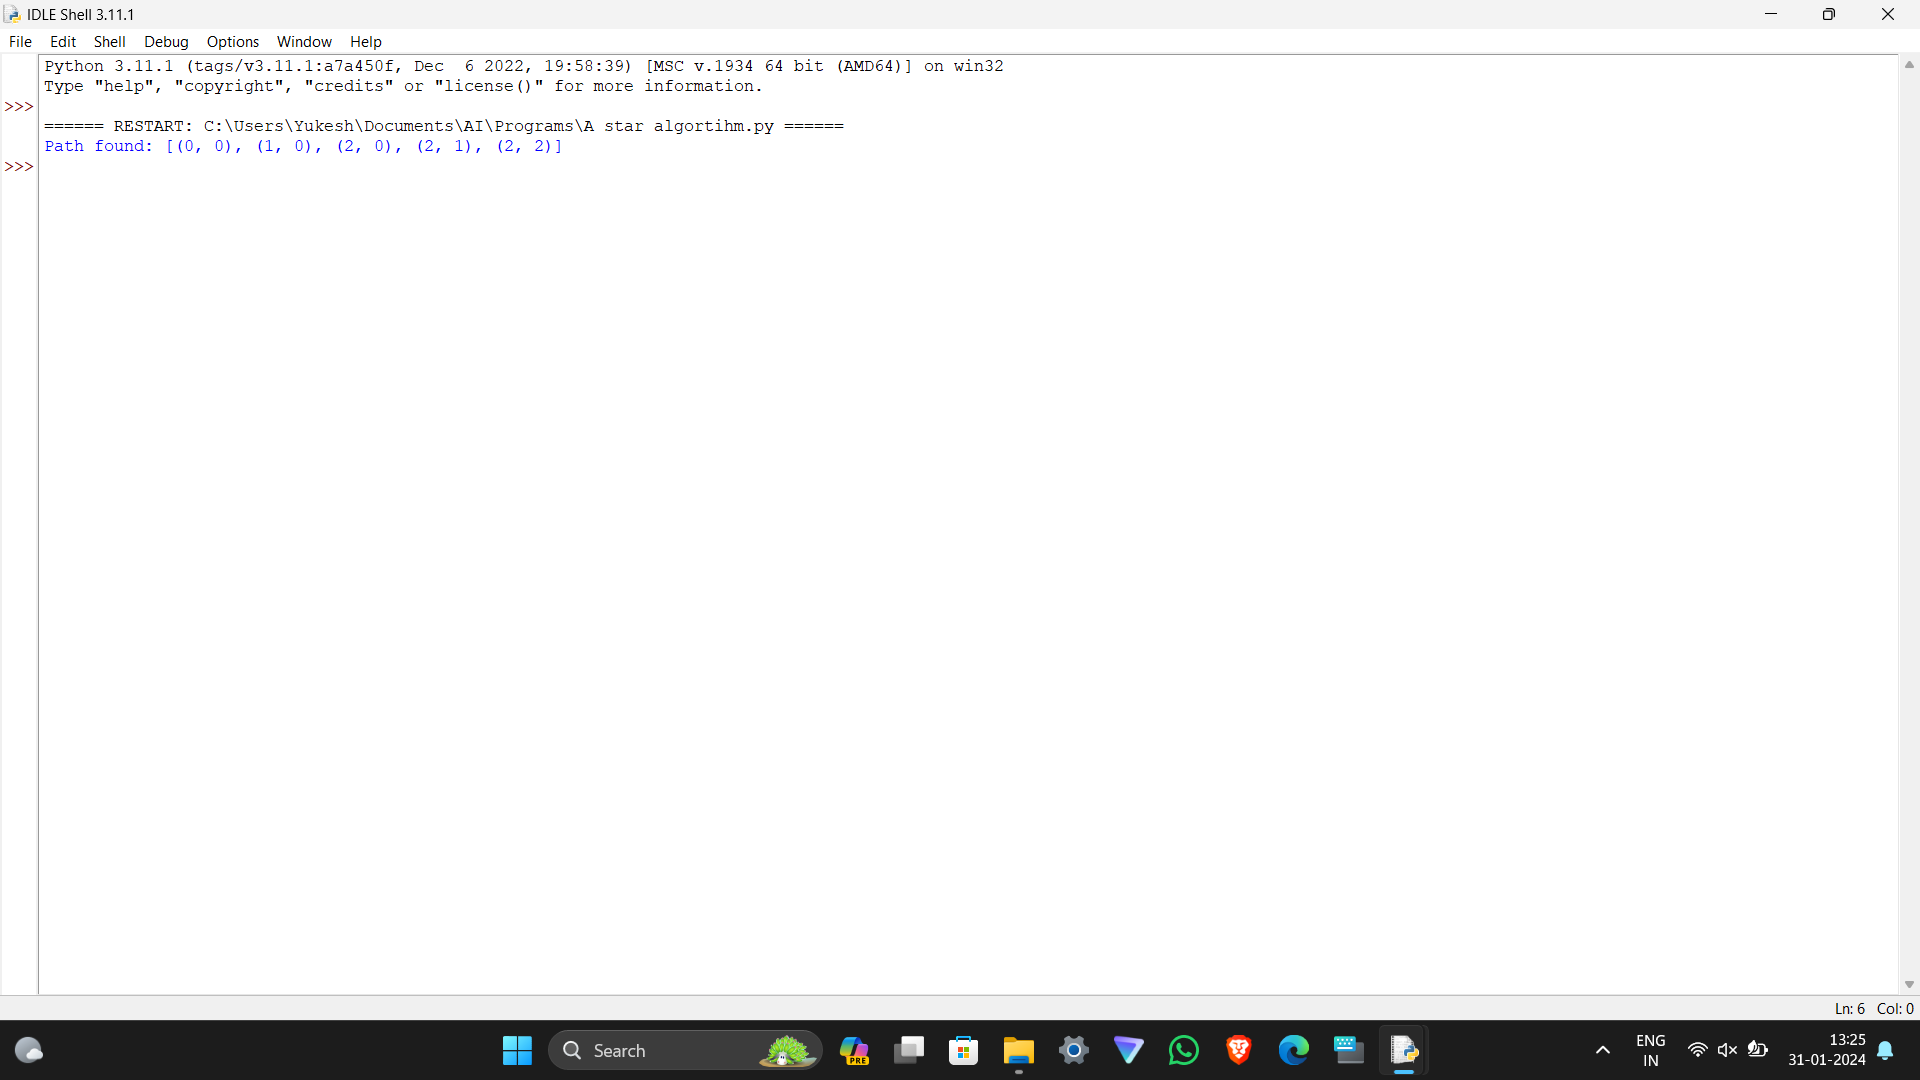 IDLE Shell 3.11.1
File Edit Shell Debug Options Window Help
Python 3.11.1 (tags/v3.11.1:a7a450f, Dec  6 2022, 19:58:39) [MSC v.1934 64 bit (AMD64)] on win32
Type "help", "copyright", "credits" or "license()" for more information.
>>>
====== RESTART: C:\Users\Yukesh\Documents\AI\Programs\A star algortihm.py ======
Path found: [(0, 0), (1, 0), (2, 0), (2, 1), (2, 2)]
>>>
Ln: 6 Col: 0
Search
PRE
ENG
IN
13:25
31-01-2024